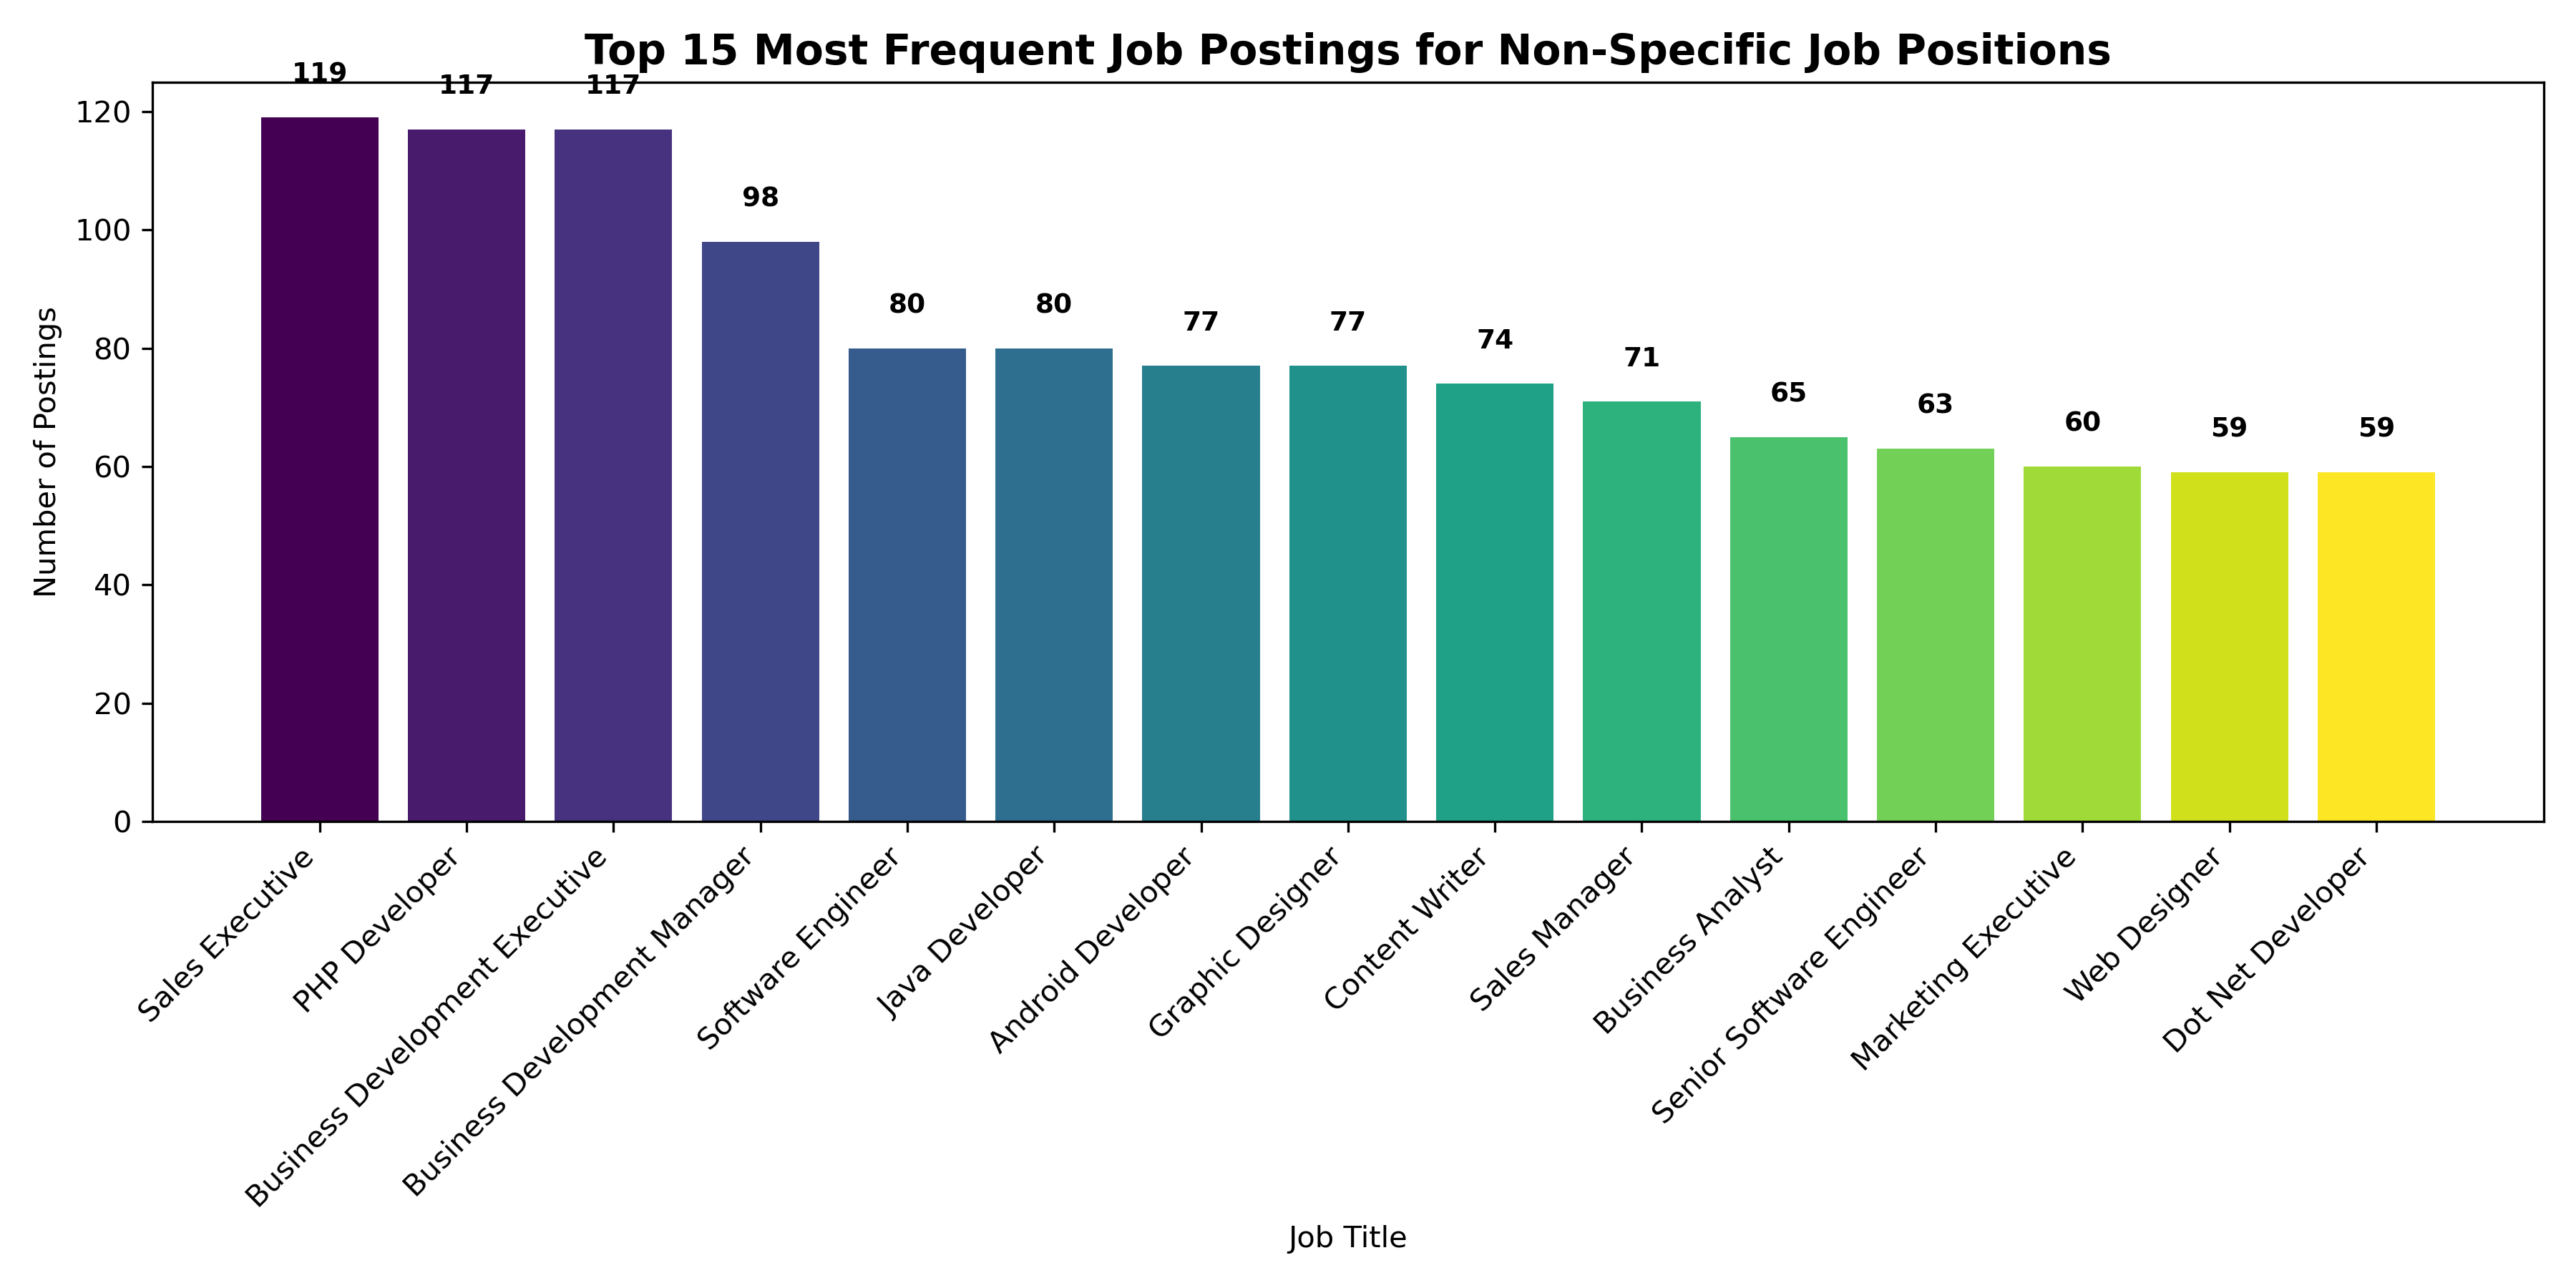 Top 15 Most Frequent Job Postings for Non-Specific Job Positions
119
117
117
98
80
80
77
77
74
71
65
63
60
59
59
120
100
80
60
40
20
0
Number of Postings
Sales Executive
PHP Developer
Business Development Executive
Business Development Manager
Software Engineer
Java Developer
Android Developer
Graphic Designer
Content Writer
Sales Manager
Business Analyst
Senior Software Engineer
Marketing Executive
Web Designer
Dot Net Developer
Job Title